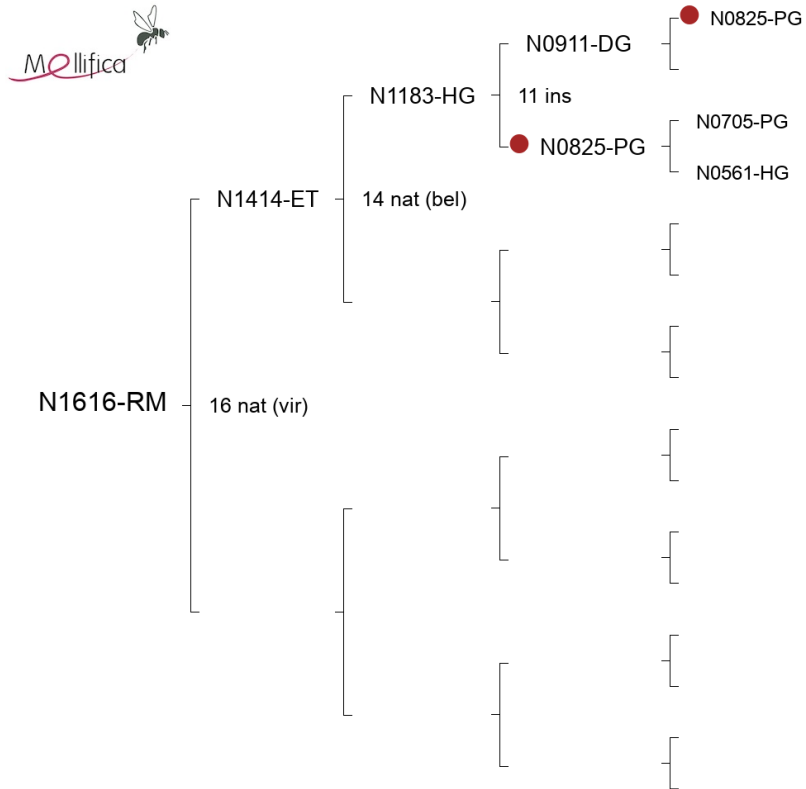 Mellifica
N0825-PG
N0911-DG
N1183-HG
11 ins
N0705-PG
N0825-PG
N0561-HG
N1414-ET
14 nat (bel)
N1616-RM
16 nat (vir)